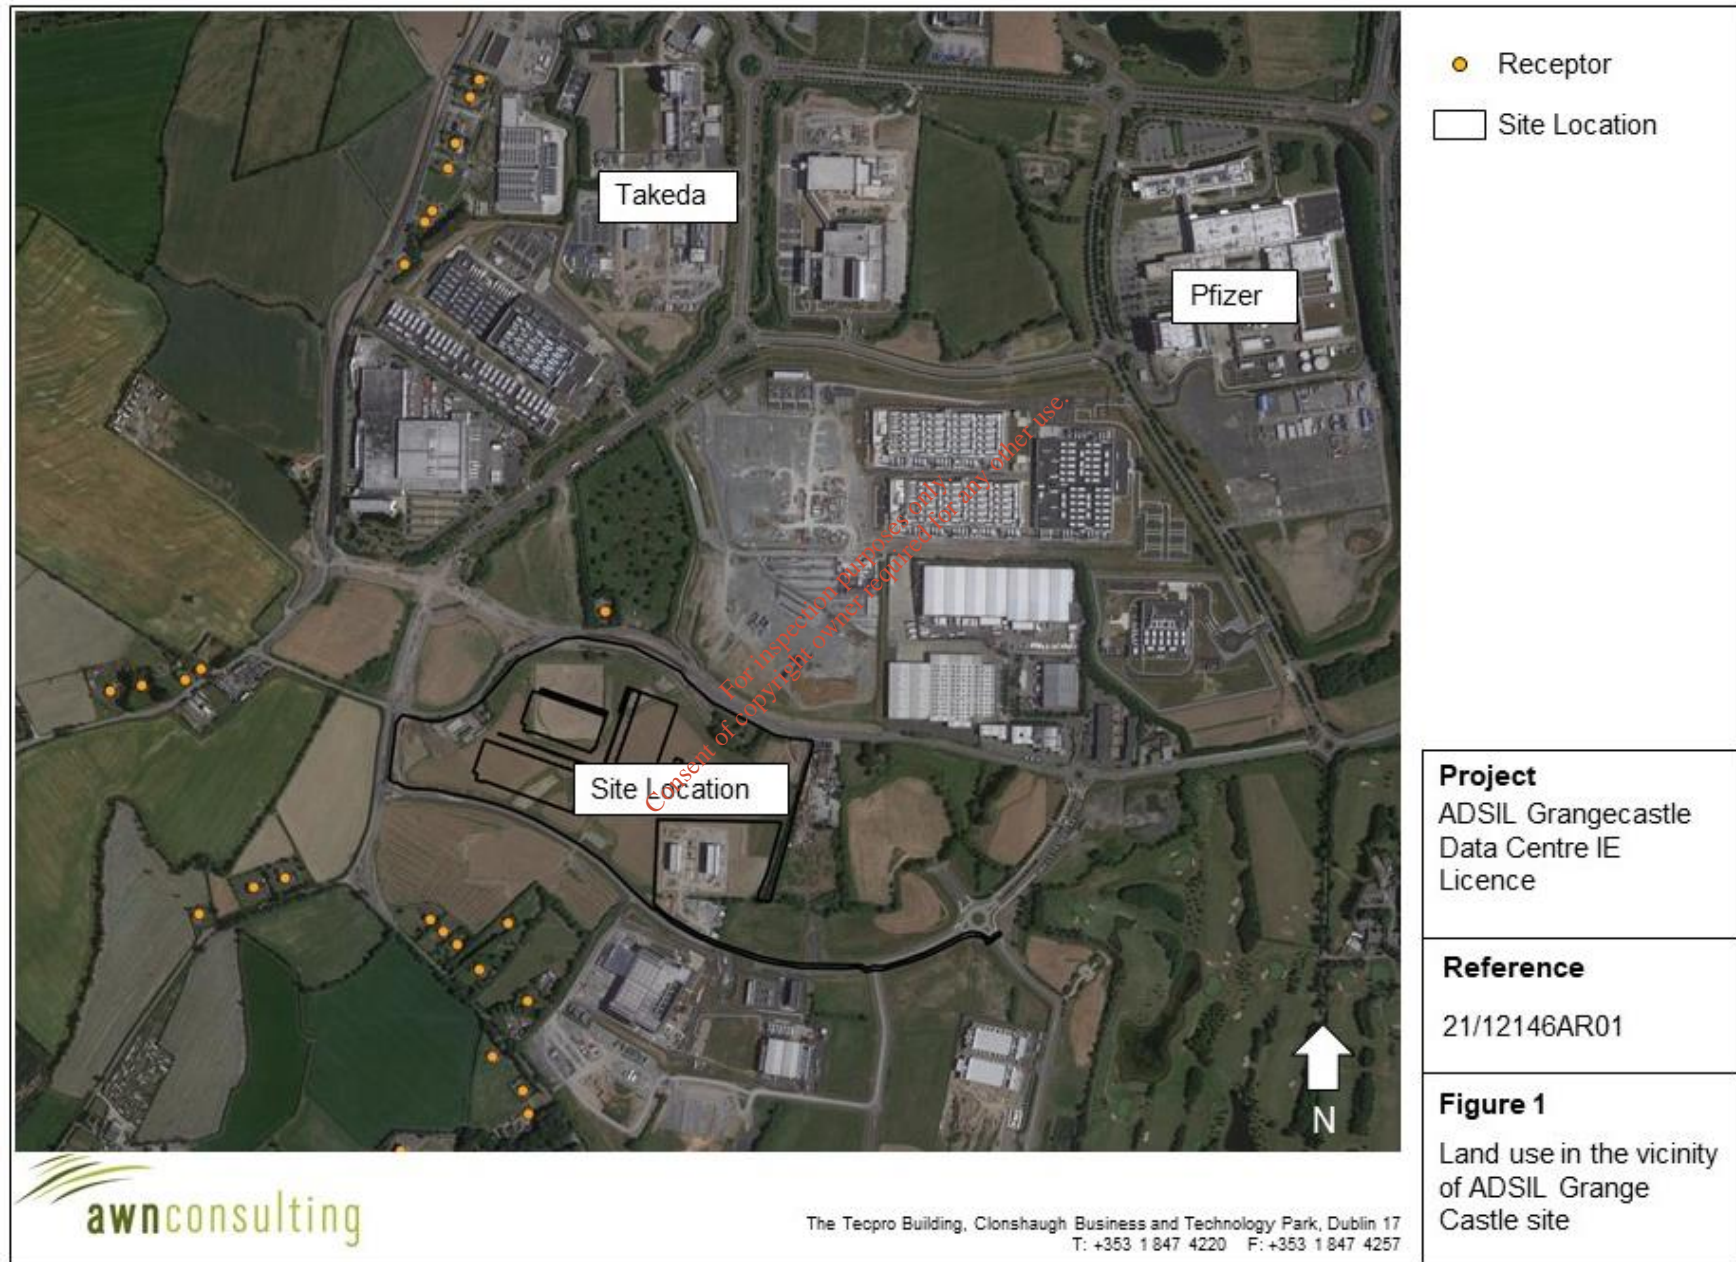 Receptor
Site Location
Takeda
Pfizer
Site Location
For inspection purposes only.
Consent of copyright owner required for any other use.
Project
ADSIL Grangecastle
Data Centre IE
Licence
Reference
21/12146AR01
Figure 1
Land use in the vicinity
of ADSIL Grange
Castle site
N
awnconsulting
The Tecpro Building, Clonshaugh Business and Technology Park, Dublin 17
T: +353 1 847 4220 F: +353 1 847 4257